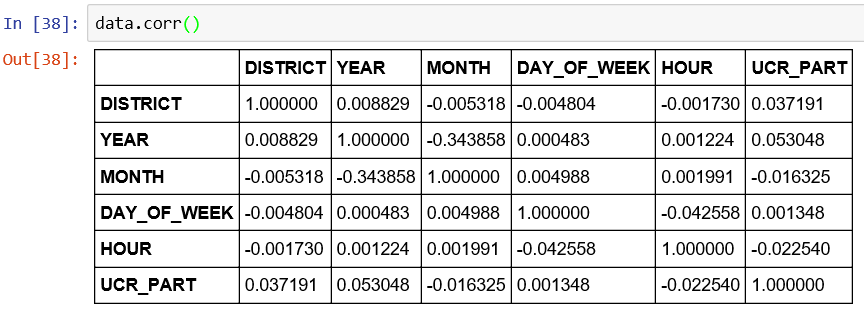 In [38]: data.corr()
Out[38]:
DISTRICT YEAR MONTH DAY_OF_WEEK HOUR UCR_PART
DISTRICT 1.000000 0.008829 -0.005318 -0.004804 -0.001730 0.037191
YEAR 0.008829 1.000000 -0.343858 0.000483 0.001224 0.053048
MONTH -0.005318 -0.343858 1.000000 0.004988 0.001991 -0.016325
DAY_OF_WEEK -0.004804 0.000483 0.004988 1.000000 -0.042558 0.001348
HOUR -0.001730 0.001224 0.001991 -0.042558 1.000000 -0.022540
UCR_PART 0.037191 0.053048 -0.016325 0.001348 -0.022540 1.000000